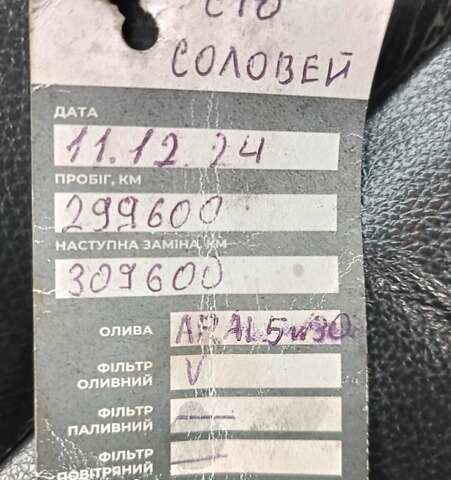 СТО
СОЛОВЕЙ
ДАТА
11.12.24
ПРОБІГ, КМ
299600
НАСТУПНА ЗАМІНА, КМ
309600
ОЛИВА 5w30
ФІЛЬТР
ОЛИВНИЙ V
ФІЛЬТР
ПАЛИВНИЙ —
ФІЛЬТР
ПОВІТРЯНИЙ —